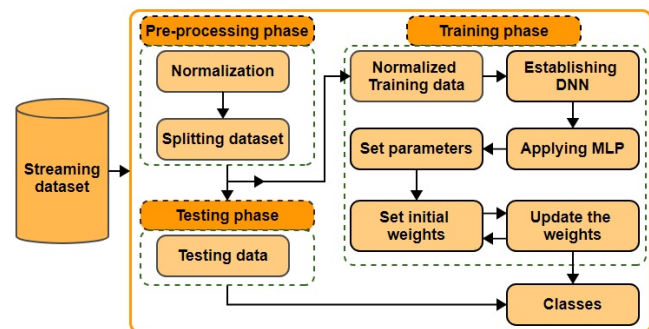 Pre-processing phase
Training phase
Normalization
Splitting dataset
Streaming
dataset
Normalized
Training data
Establishing
DNN
Set parameters
Applying MLP
Testing phase
Testing data
Set initial
weights
Update the
weights
Classes